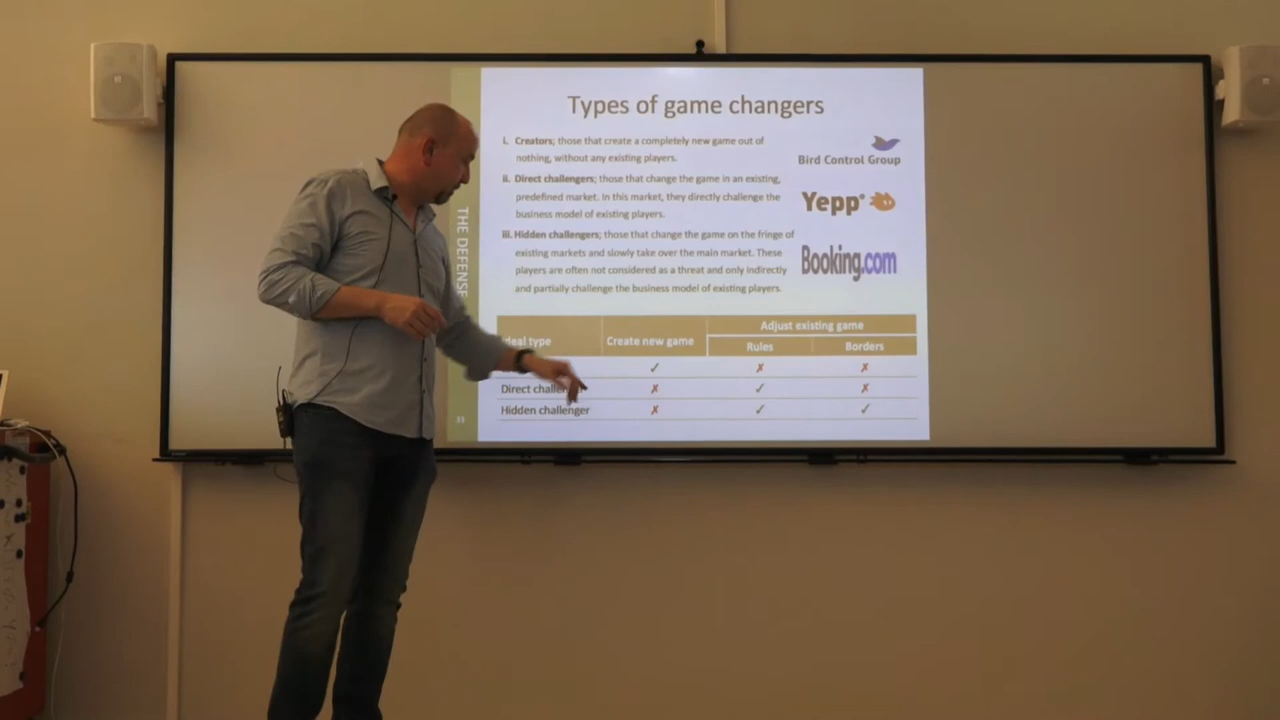 Types of game changers
i. Creators; those that create a completely new game out of
nothing, without any existing players.
Bird Control Group
ii. Direct challengers; those that change the game in an existing,
predefined market. In this market, they directly challenge the
business model of existing players.
Yepp®
iii. Hidden challengers; those that change the game on the fringe of
existing markets and slowly take over the main market. These
players are often not considered as a threat and only indirectly
and partially challenge the business model of existing players.
Booking.com
THE DEFENSE
Ideal type Create new game Adjust existing game
Rules Borders
✓ ✗ ✗
Direct challenger ✗ ✓ ✗
Hidden challenger ✗ ✓ ✓